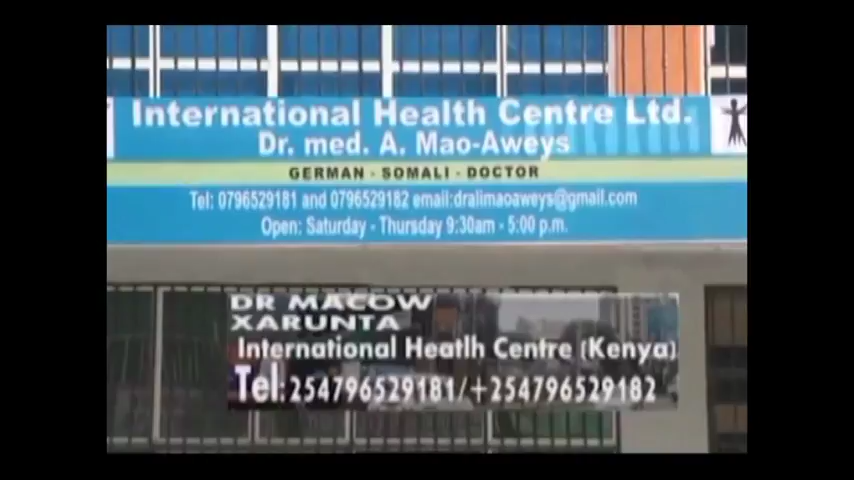 International Health Centre Ltd.
Dr. med. A. Mao-Aweys
GERMAN - SOMALI - DOCTOR
Tel: 0796529181 and 0796529182 email:dralimaoaweys@gmail.com
Open: Saturday - Thursday 9:30am - 5:00 p.m.
DR MACOW
XARUNTA
International Heatlh Centre (Kenya)
Tel:254796529181/+254796529182